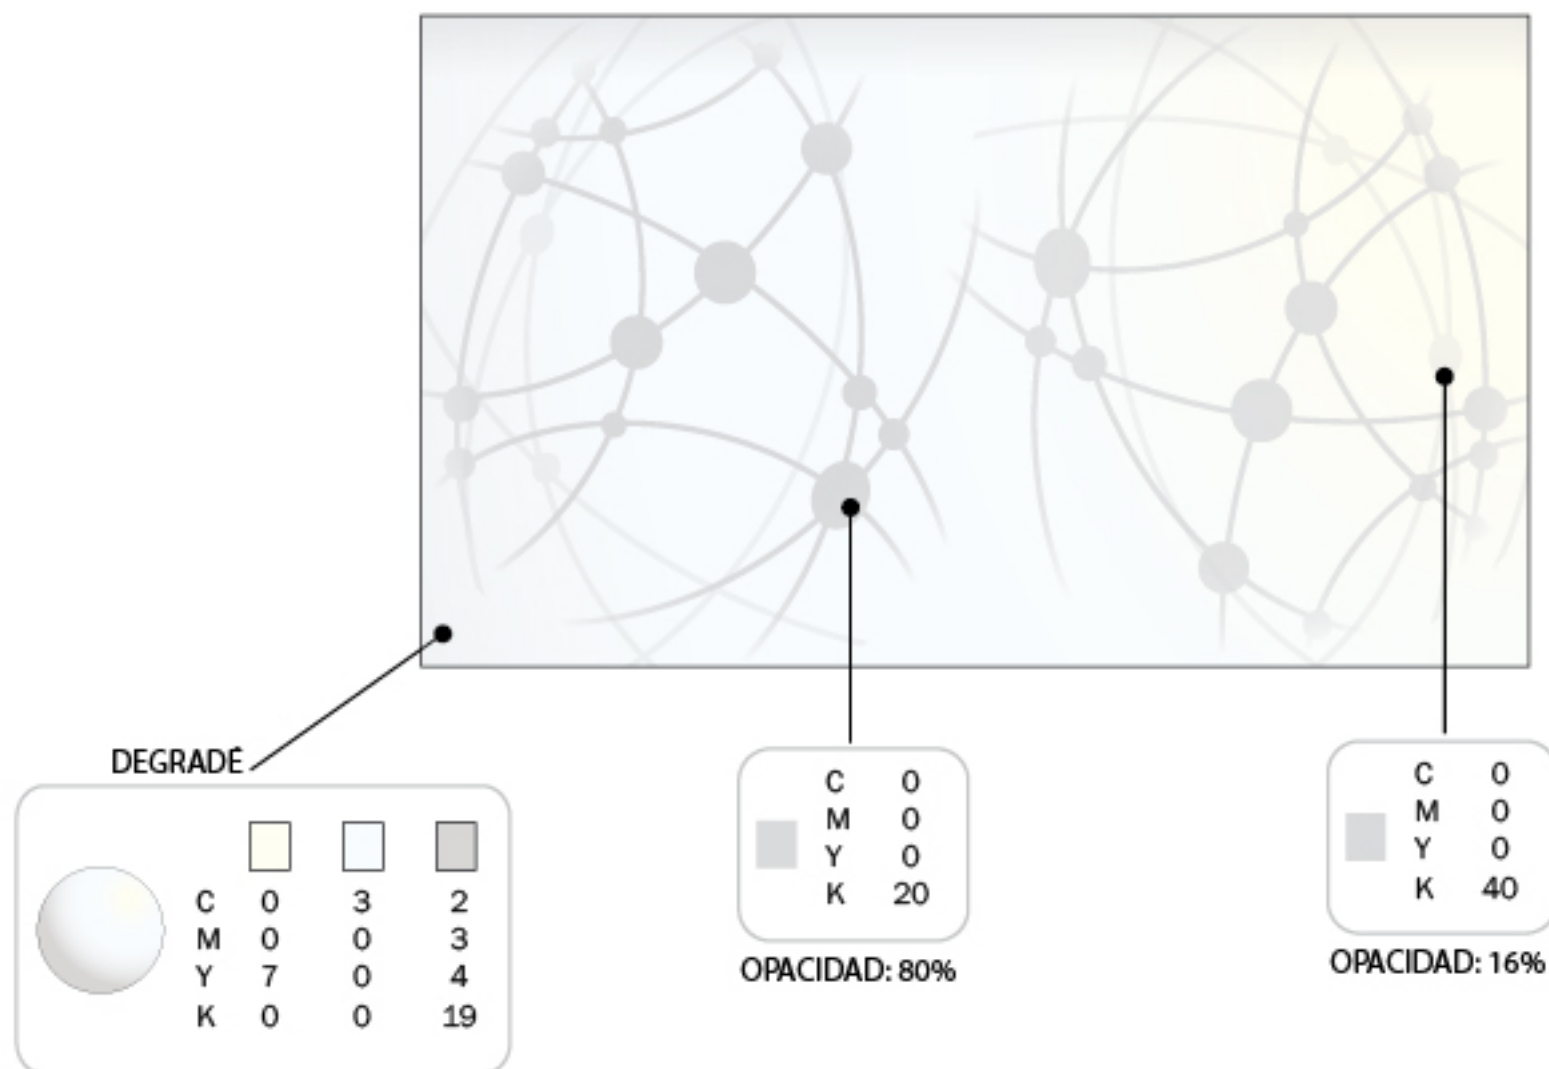 DEGRADÉ
C 0 3 2
M 0 0 3
Y 7 0 4
K 0 0 19
C 0
M 0
Y 0
K 20
OPACIDAD: 80%
C 0
M 0
Y 0
K 40
OPACIDAD: 16%